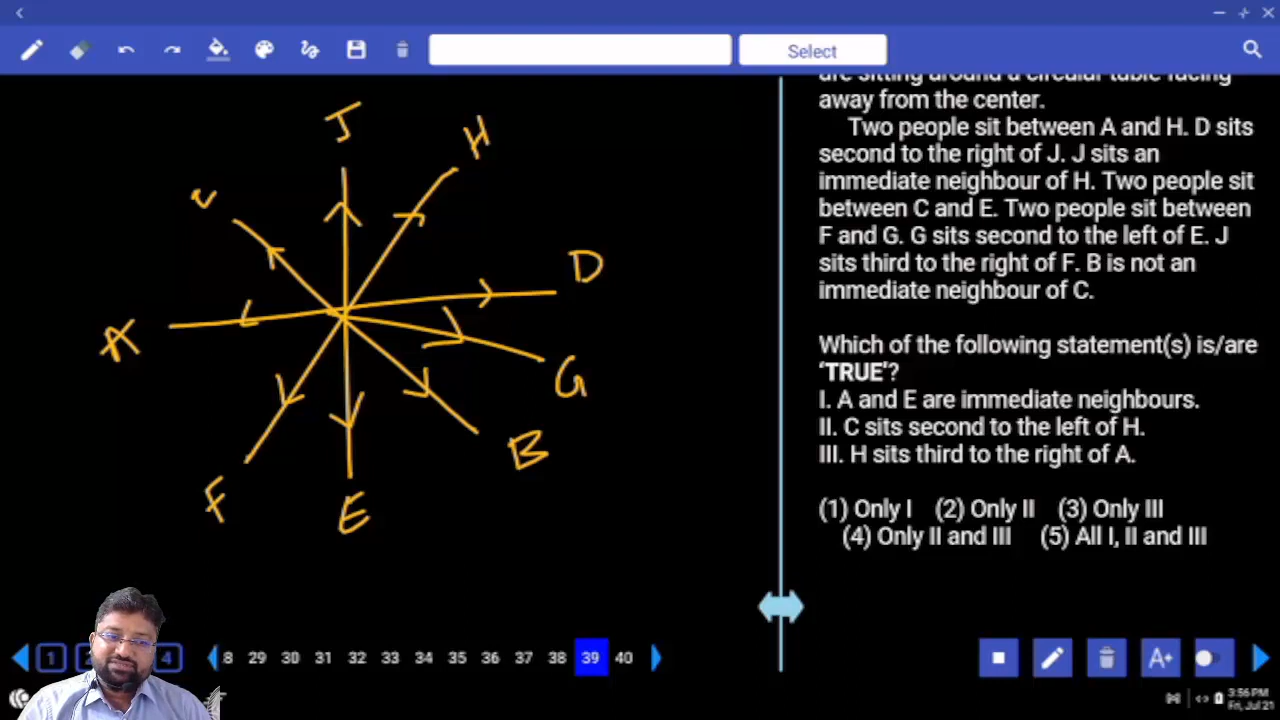 Select
are sitting around a circular table facing
away from the center.
Two people sit between A and H. D sits
second to the right of J. J sits an
immediate neighbour of H. Two people sit
between C and E. Two people sit between
F and G. G sits second to the left of E. J
sits third to the right of F. B is not an
immediate neighbour of C.
Which of the following statement(s) is/are
‘TRUE’?
I. A and E are immediate neighbours.
II. C sits second to the left of H.
III. H sits third to the right of A.
(1) Only I (2) Only II (3) Only III
(4) Only II and III (5) All I, II and III
J
H
D
A
G
B
F
E
1
4
8 29 30 31 32 33 34 35 36 37 38 39 40
A+
3:56 PM
Fri, Jul 21